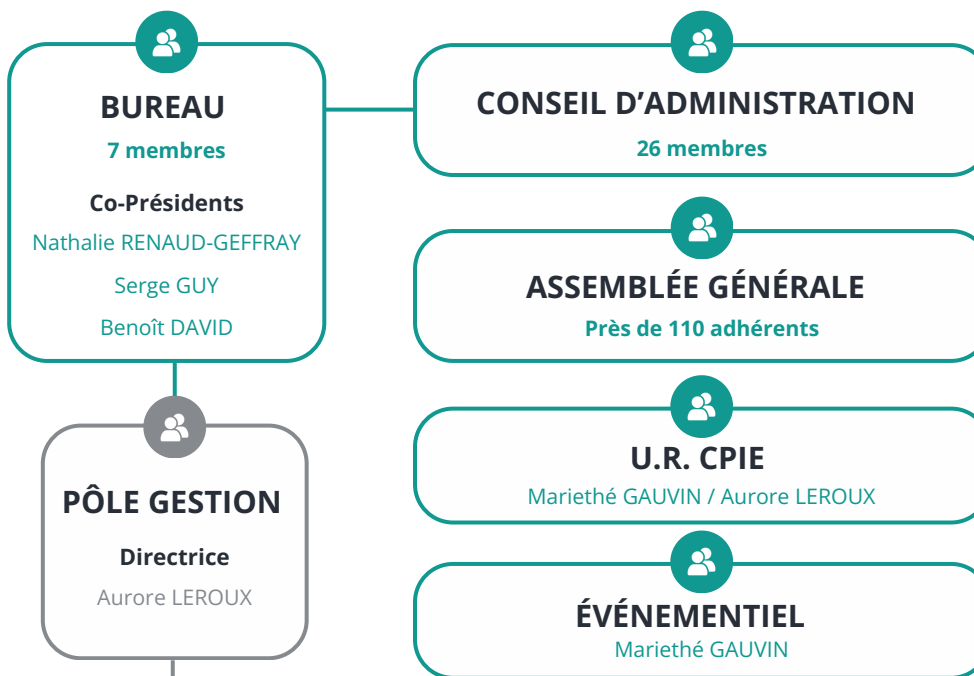 BUREAU
7 membres
Co-Présidents
Nathalie RENAUD-GEFFRAY
Serge GUY
Benoît DAVID
PÔLE GESTION
Directrice
Aurore LEROUX
CONSEIL D’ADMINISTRATION
26 membres
ASSEMBLÉE GÉNÉRALE
Près de 110 adhérents
U.R. CPIE
Mariethé GAUVIN / Aurore LEROUX
ÉVÉNEMENTIEL
Mariethé GAUVIN